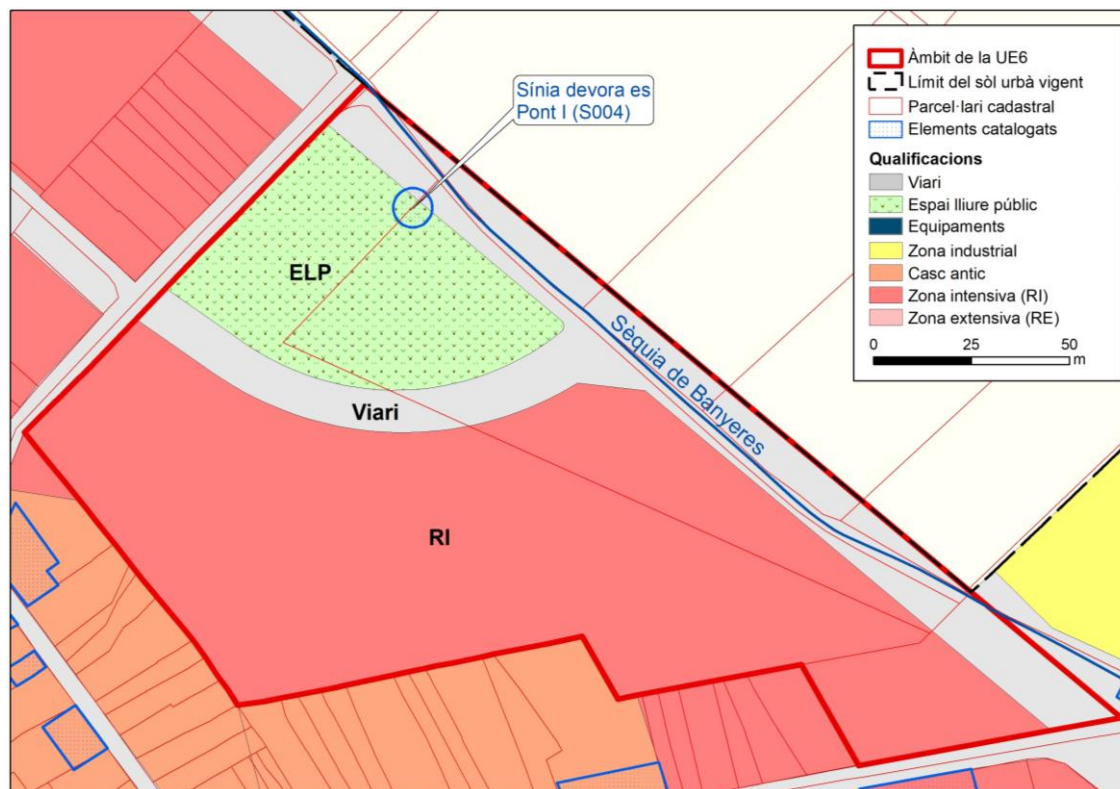 Sínia devora es
Pont I (S004)
ELP
Viari
Sèquia de Banyeres
RI
Àmbit de la UE6
Límit del sòl urbà vigent
Parcel·lari cadastral
Elements catalogats
Qualificacions
Viari
Espai lliure públic
Equipaments
Zona industrial
Casc antic
Zona intensiva (RI)
Zona extensiva (RE)
0 25 50
m